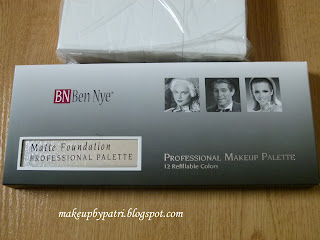 BN Ben Nye®
Matte Foundation
PROFESSIONAL PALETTE
PROFESSIONAL MAKEUP PALETTE
12 Refillable Colors
makeupbypatri.blogspot.com